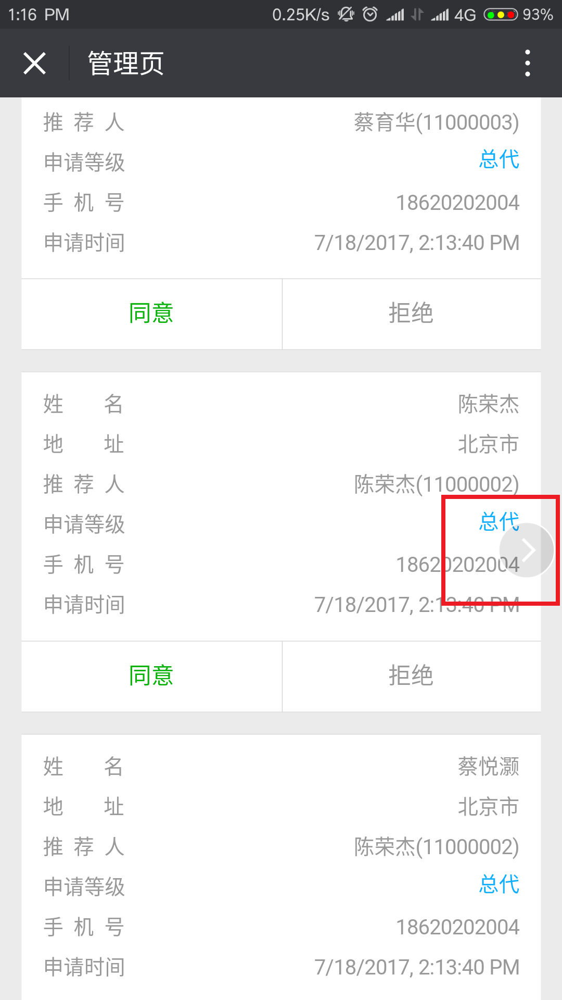 1:16 PM 0.25K/s 4G 93%
管理页
推 荐 人 蔡育华(11000003)
申请等级 总代
手 机 号 18620202004
申请时间 7/18/2017, 2:13:40 PM
同意 拒绝
姓 名 陈荣杰
地 址 北京市
推 荐 人 陈荣杰(11000002)
申请等级 总代
手 机 号 18620202004
申请时间 7/18/2017, 2:13:40 PM
同意 拒绝
姓 名 蔡悦灏
地 址 北京市
推 荐 人 陈荣杰(11000002)
申请等级 总代
手 机 号 18620202004
申请时间 7/18/2017, 2:13:40 PM